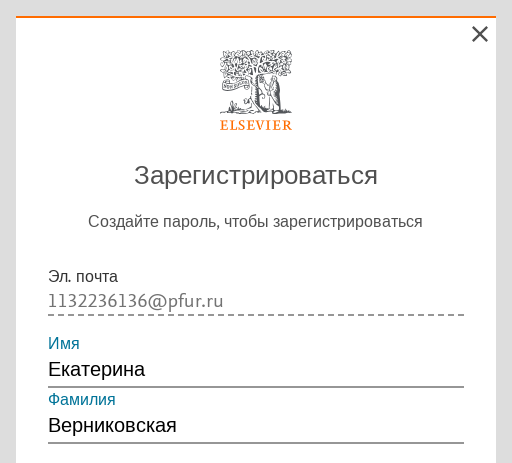 ELSEVIER
Зарегистрироваться
Создайте пароль, чтобы зарегистрироваться
Эл. почта
1132236136@pfur.ru
Имя
Екатерина
Фамилия
Верниковская